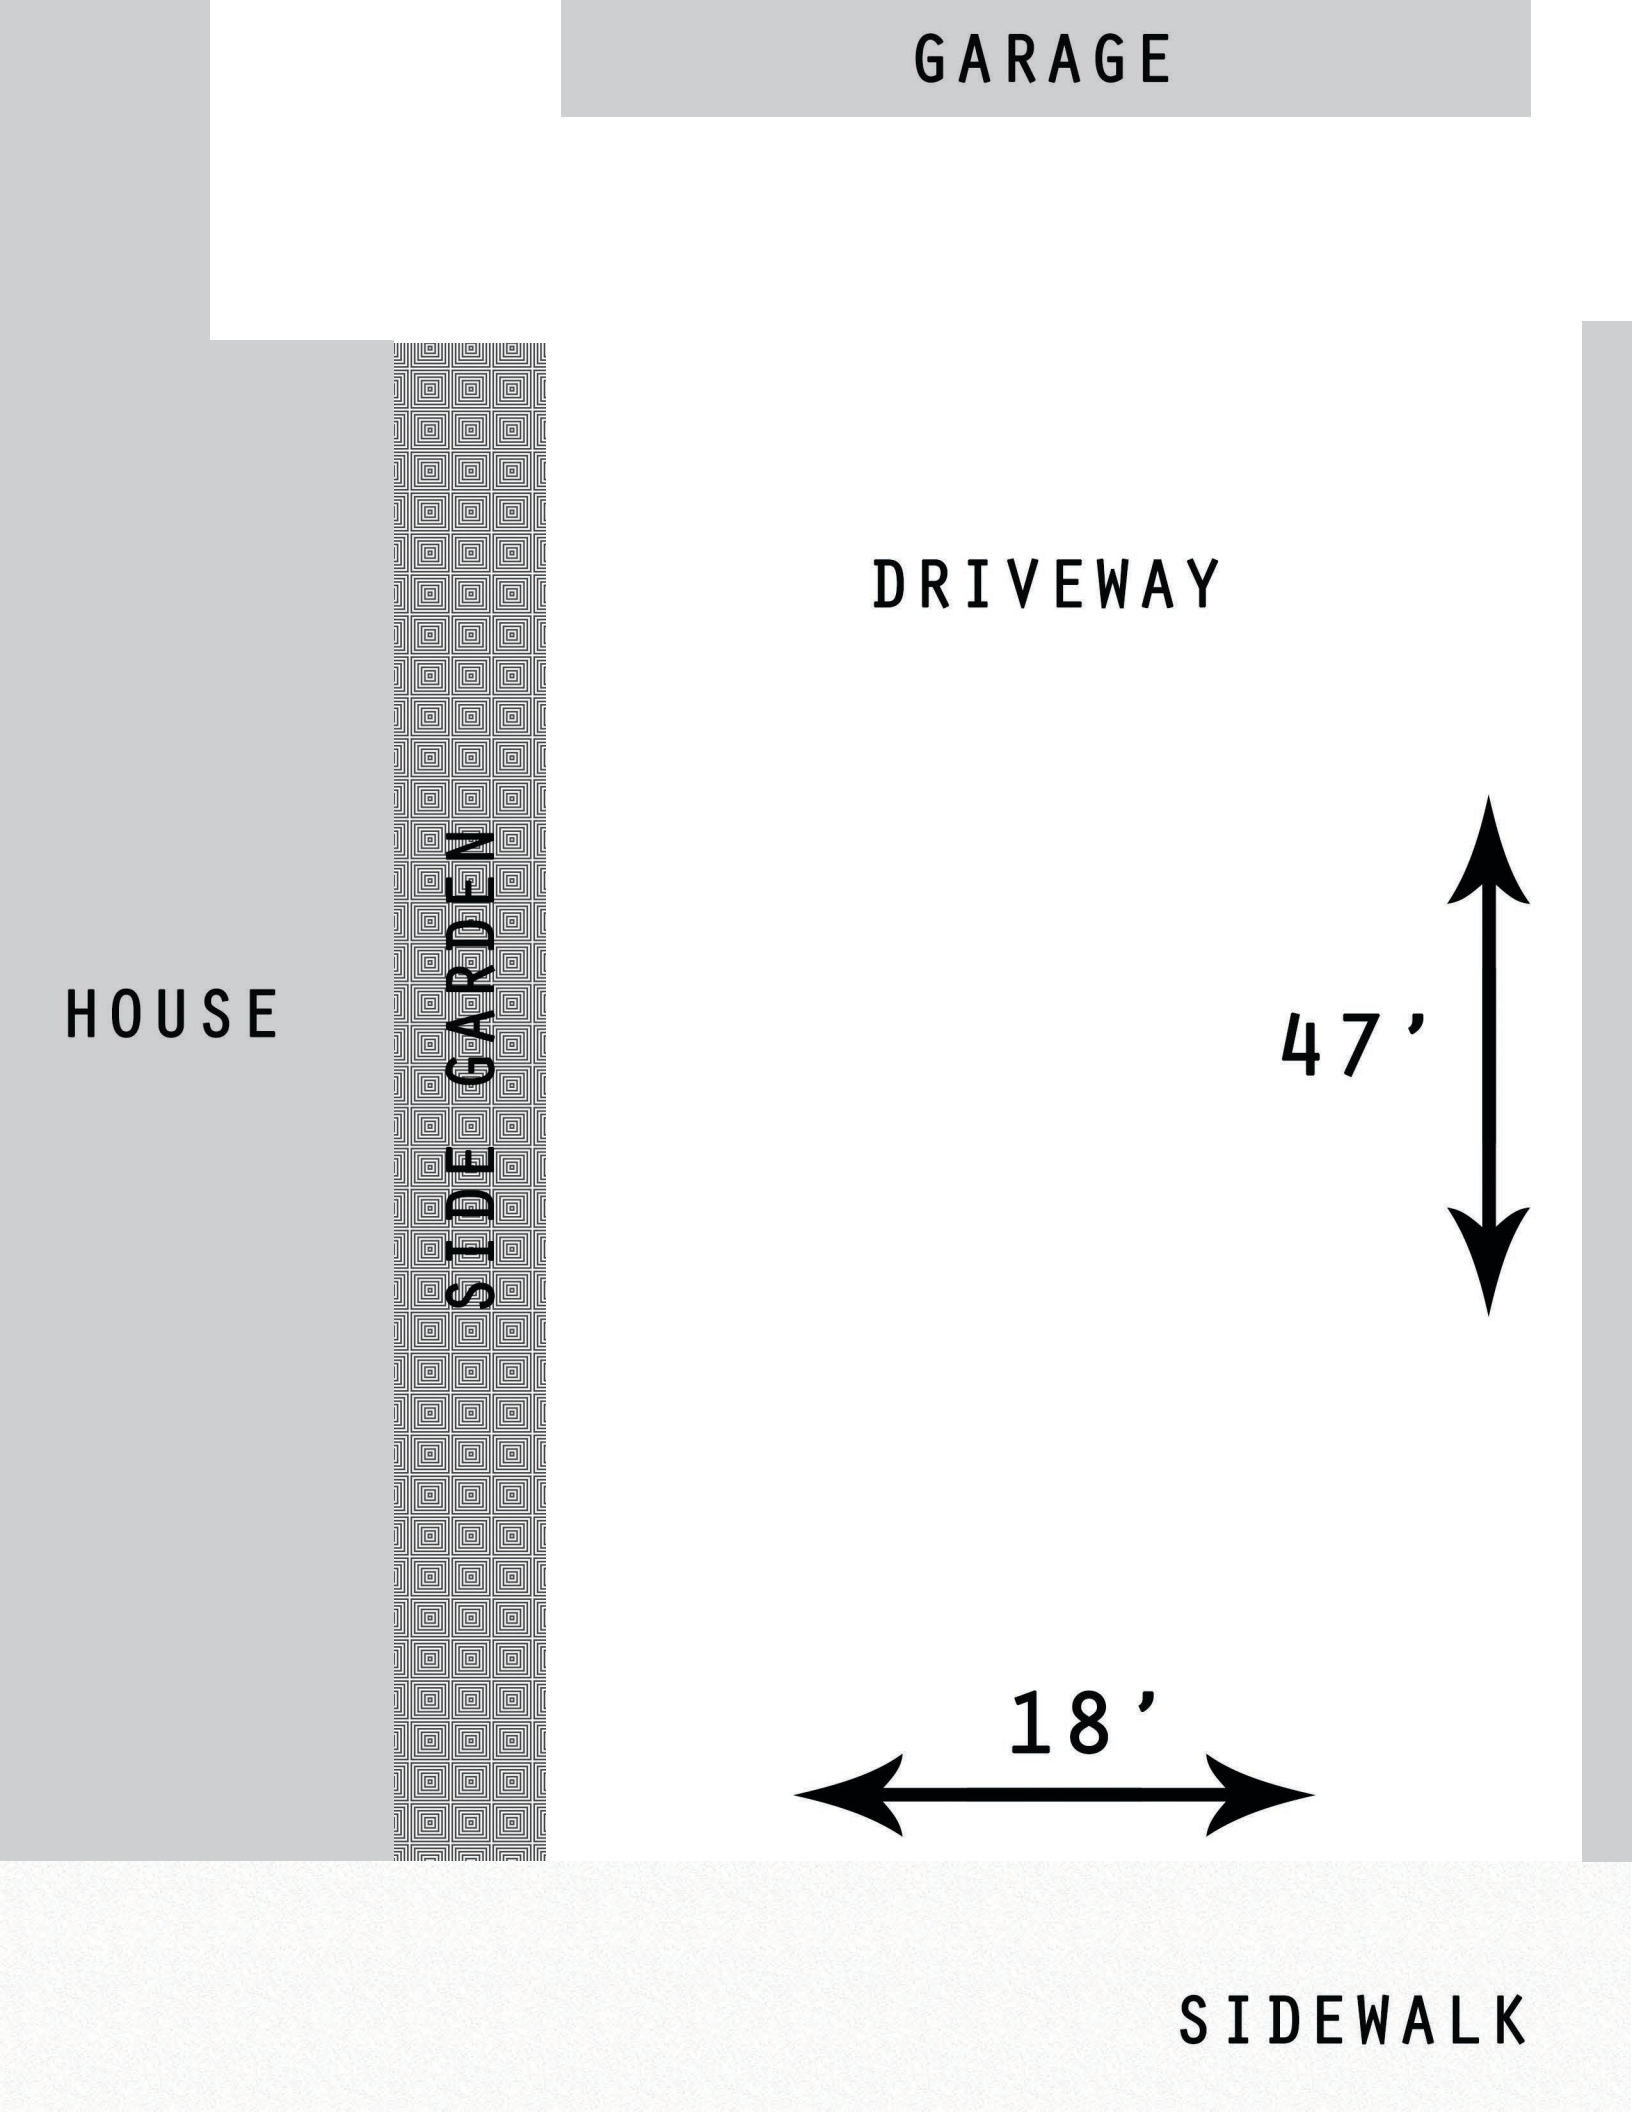 GARAGE
DRIVEWAY
SIDE GARDEN
HOUSE
47’
18’
SIDEWALK